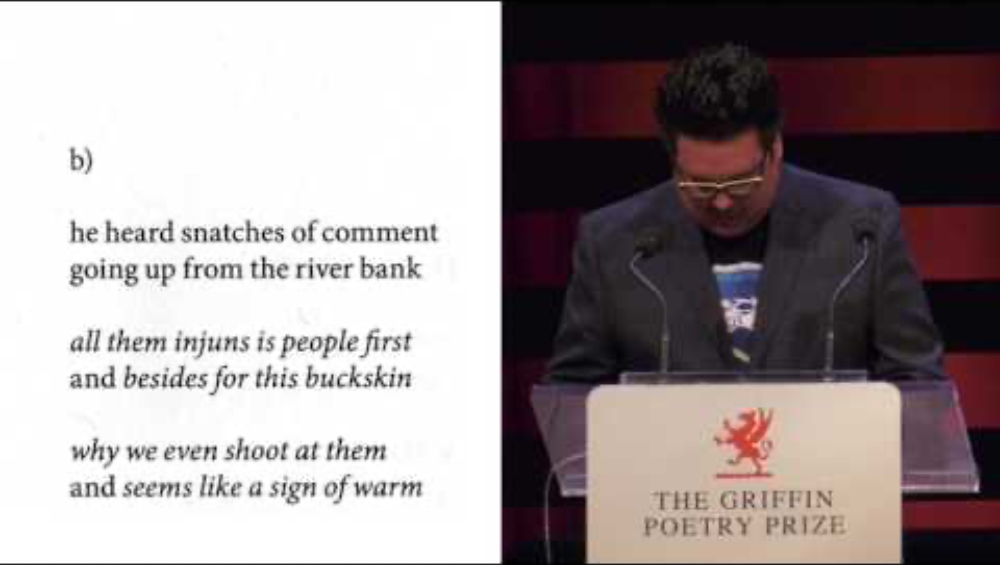 b)
he heard snatches of comment
going up from the river bank
all them injuns is people first
and besides for this buckskin
why we even shoot at them
and seems like a sign of warm
THE GRIFFIN
POETRY PRIZE